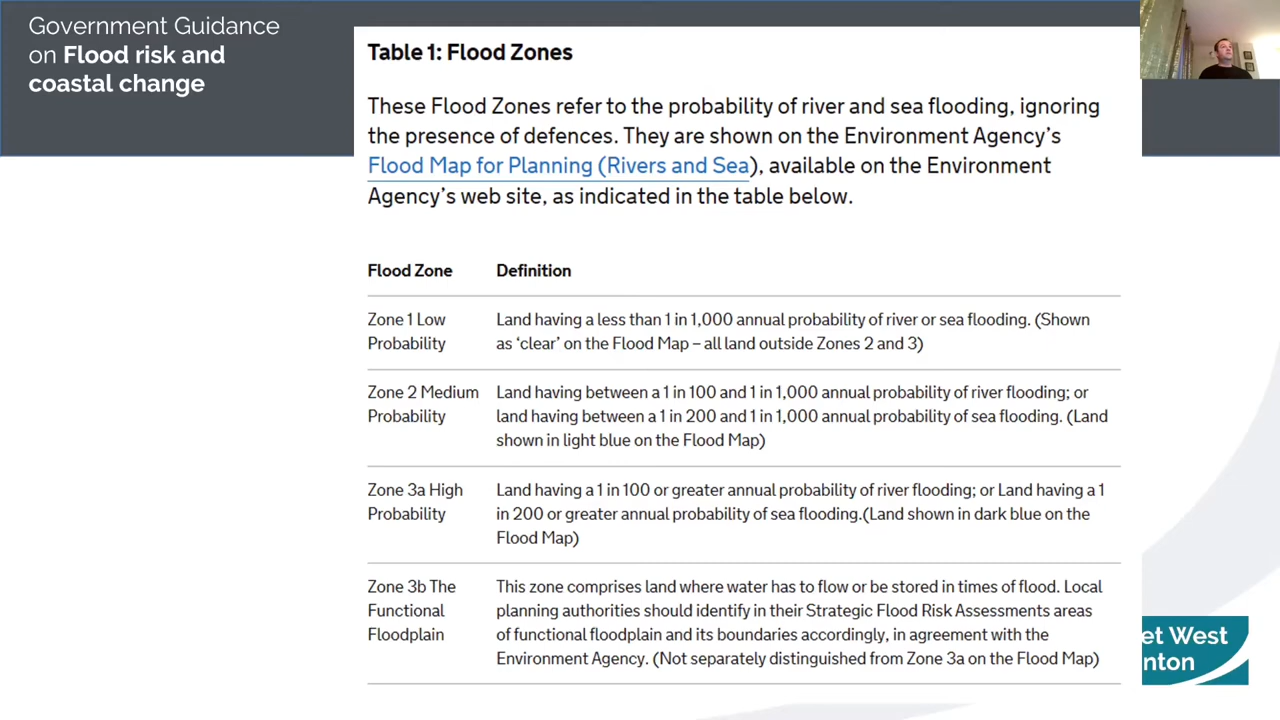 Government Guidance
on Flood risk and
coastal change
Table 1: Flood Zones
These Flood Zones refer to the probability of river and sea flooding, ignoring
the presence of defences. They are shown on the Environment Agency’s
Flood Map for Planning (Rivers and Sea), available on the Environment
Agency’s web site, as indicated in the table below.
Flood Zone Definition
Zone 1 Low Land having a less than 1 in 1,000 annual probability of river or sea flooding. (Shown
Probability as ‘clear’ on the Flood Map – all land outside Zones 2 and 3)
Zone 2 Medium Land having between a 1 in 100 and 1 in 1,000 annual probability of river flooding; or
Probability land having between a 1 in 200 and 1 in 1,000 annual probability of sea flooding. (Land
shown in light blue on the Flood Map)
Zone 3a High Land having a 1 in 100 or greater annual probability of river flooding; or Land having a 1
Probability in 200 or greater annual probability of sea flooding.(Land shown in dark blue on the
Flood Map)
Zone 3b The This zone comprises land where water has to flow or be stored in times of flood. Local
Functional planning authorities should identify in their Strategic Flood Risk Assessments areas
Floodplain of functional floodplain and its boundaries accordingly, in agreement with the
Environment Agency. (Not separately distinguished from Zone 3a on the Flood Map)
et West
nton